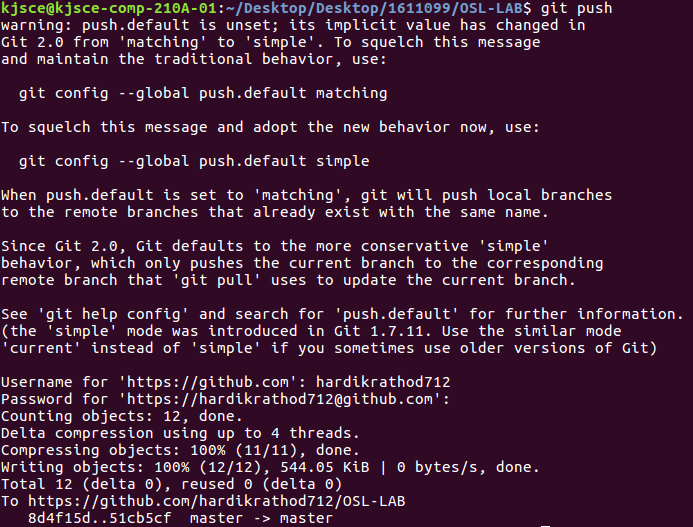 kjsce@kjsce-comp-210A-01:~/Desktop/Desktop/1611099/OSL-LAB$ git push
warning: push.default is unset; its implicit value has changed in
Git 2.0 from 'matching' to 'simple'. To squelch this message
and maintain the traditional behavior, use:
git config --global push.default matching
To squelch this message and adopt the new behavior now, use:
git config --global push.default simple
When push.default is set to 'matching', git will push local branches
to the remote branches that already exist with the same name.
Since Git 2.0, Git defaults to the more conservative 'simple'
behavior, which only pushes the current branch to the corresponding
remote branch that 'git pull' uses to update the current branch.
See 'git help config' and search for 'push.default' for further information.
(the 'simple' mode was introduced in Git 1.7.11. Use the similar mode
'current' instead of 'simple' if you sometimes use older versions of Git)
Username for 'https://github.com': hardikrathod712
Password for 'https://hardikrathod712@github.com':
Counting objects: 12, done.
Delta compression using up to 4 threads.
Compressing objects: 100% (11/11), done.
Writing objects: 100% (12/12), 544.05 KiB | 0 bytes/s, done.
Total 12 (delta 0), reused 0 (delta 0)
To https://github.com/hardikrathod712/OSL-LAB
8d4f15d..51cb5cf  master -> master